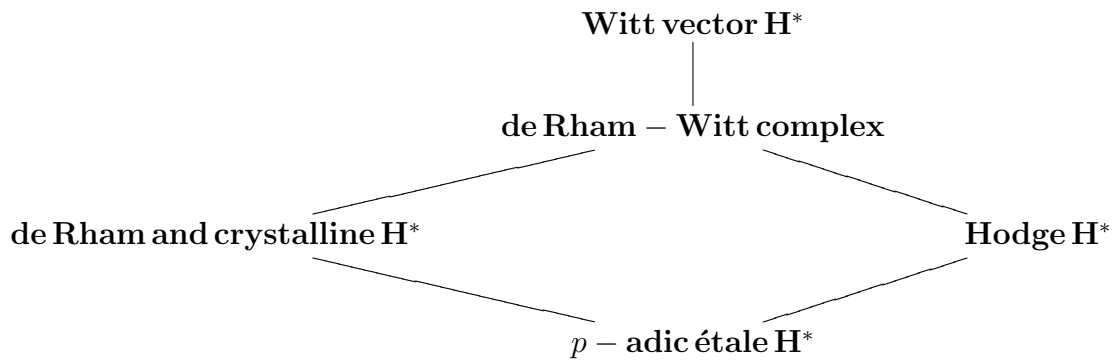 Witt vector H*
de Rham – Witt complex
de Rham and crystalline H* Hodge H*
p – adic étale H*